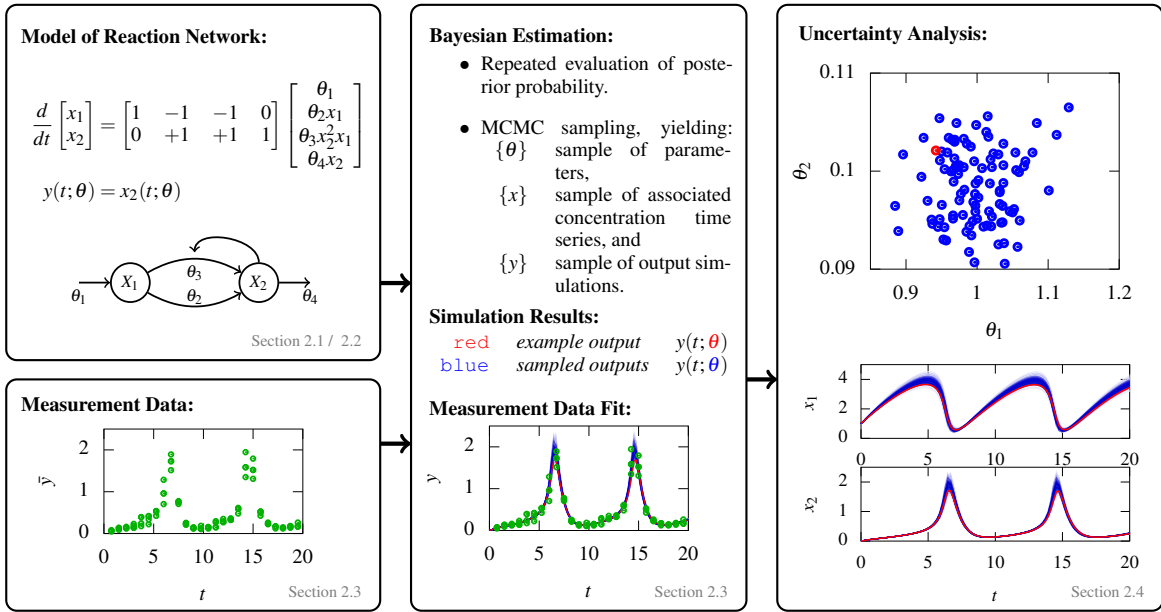 Model of Reaction Network:
d/dt [x₁ x₂] = [1 −1 −1 0; 0 +1 +1 1] [θ₁; θ₂x₁; θ₃x₂²x₁; θ₄x₂]
y(t;θ) = x₂(t;θ)
θ₁ X₁ θ₃ θ₂ X₂ θ₄
Section 2.1 / 2.2
Measurement Data:
ȳ
2
1
0
0 5 10 15 20
t
Section 2.3
Bayesian Estimation:
• Repeated evaluation of poste-
rior probability.
• MCMC sampling, yielding:
{θ} sample of parame-
ters,
{x} sample of associated
concentration time
series, and
{y} sample of output sim-
ulations.
Simulation Results:
red example output y(t;θ)
blue sampled outputs y(t;θ)
Measurement Data Fit:
y
2
1
0
0 5 10 15 20
t
Section 2.3
Uncertainty Analysis:
0.11
θ₂
0.1
0.09
0.9 1 1.1 1.2
θ₁
x₁
4
2
0
0 5 10 15 20
x₂
2
1
0
0 5 10 15 20
t
Section 2.4